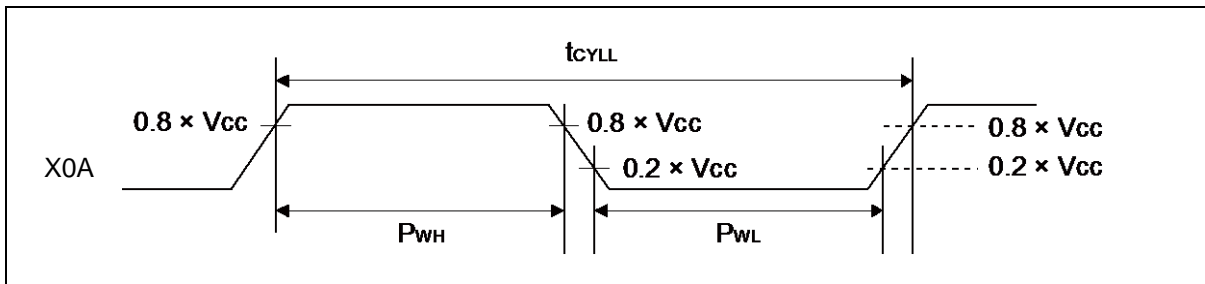 tCYLL
0.8 × Vcc
0.8 × Vcc
0.8 × Vcc
X0A
0.2 × Vcc
0.2 × Vcc
PWH
PWL